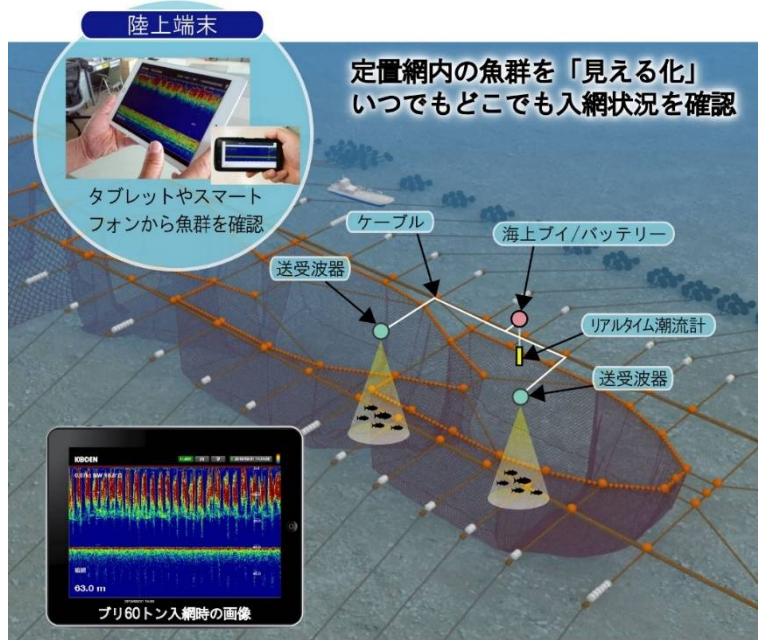 陸上端末
定置網内の魚群を「見える化」
いつでもどこでも入網状況を確認
タブレットやスマート
フォンから魚群を確認
ケーブル
海上ブイ/バッテリー
送受波器
リアルタイム潮流計
送受波器
KODEN
63.0 m
ブリ60トン入網時の画像